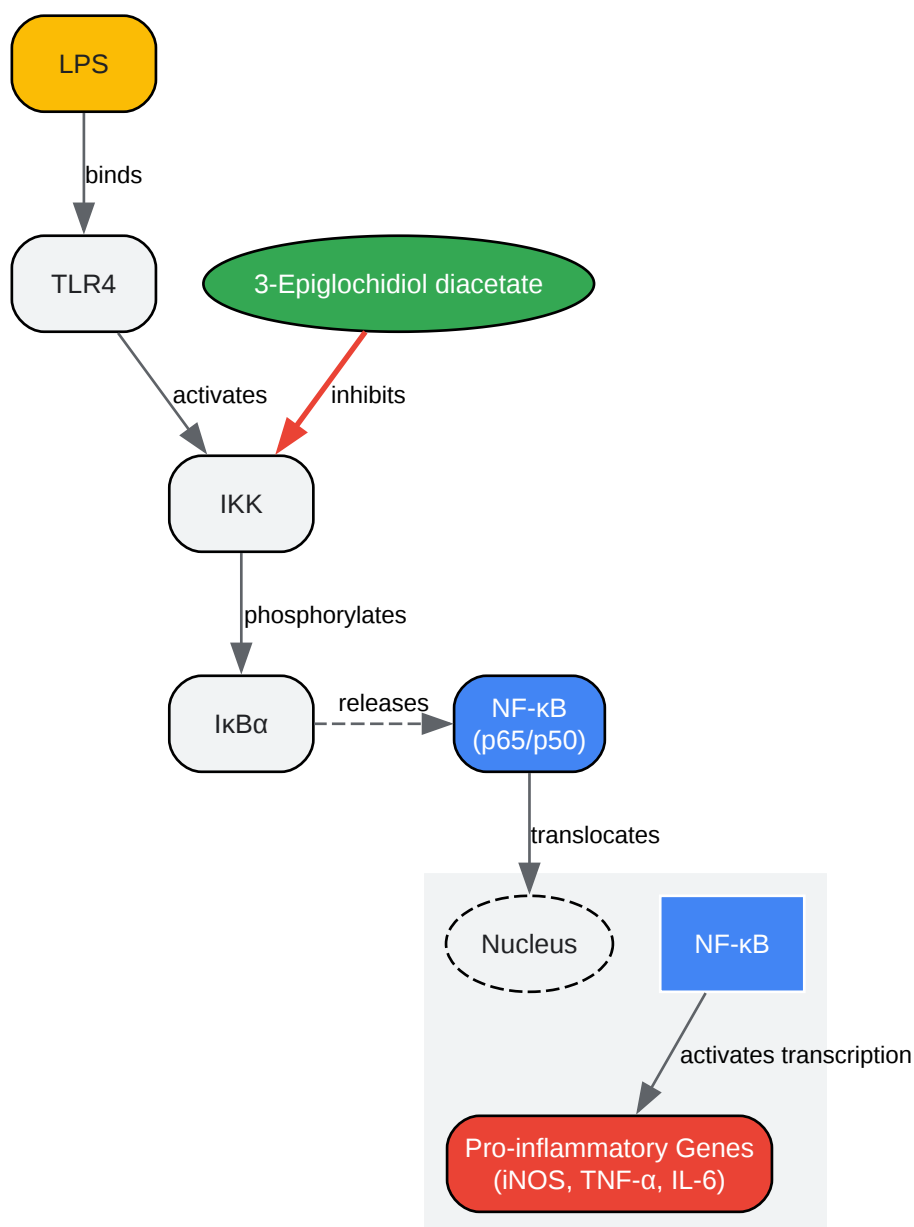 LPS
binds
TLR4
3-Epiglochidiol diacetate
activates
inhibits
IKK
phosphorylates
IκBα
releases
NF-κB
(p65/p50)
translocates
Nucleus
NF-κB
activates transcription
Pro-inflammatory Genes
(iNOS, TNF-α, IL-6)